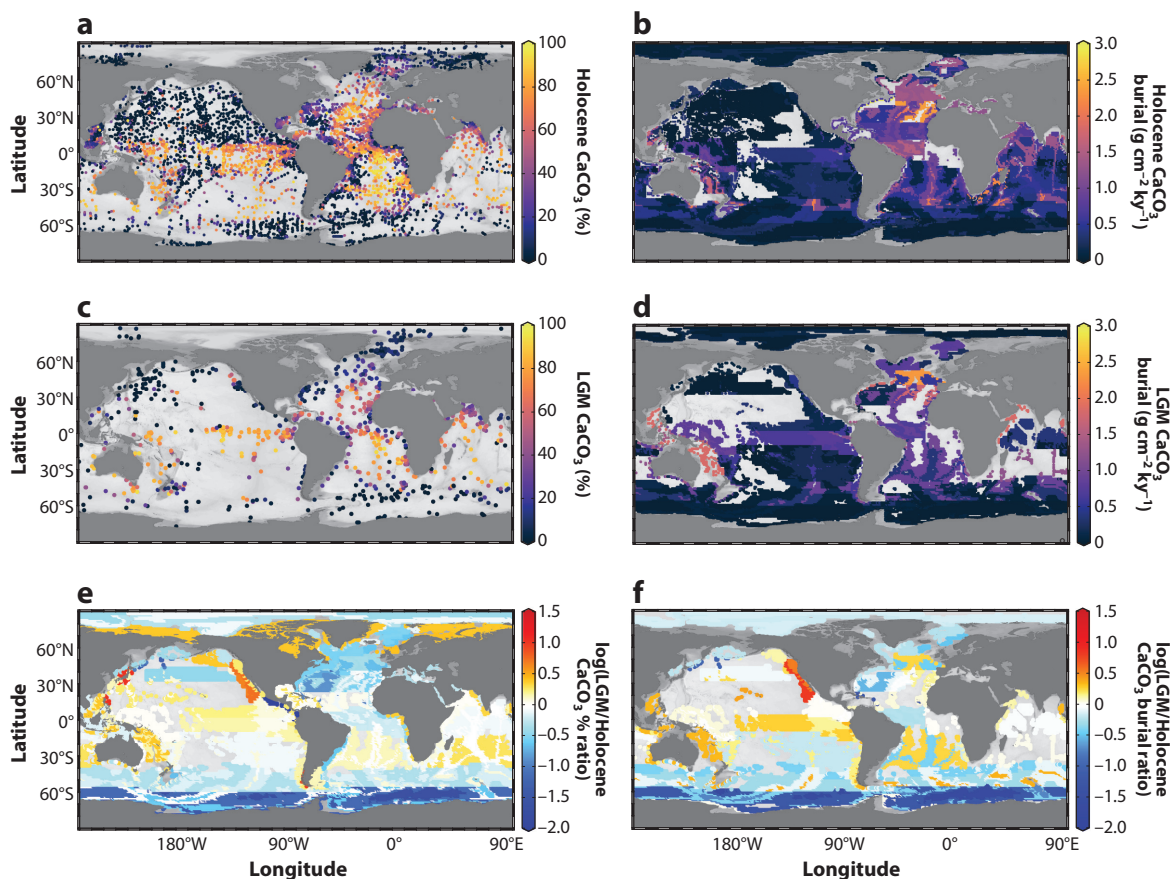 a
b
60°N
30°N
0°
30°S
60°S
Latitude
100
80
60
40
20
0
Holocene CaCO₃ (%)
3.0
2.5
2.0
1.5
1.0
0.5
0
Holocene CaCO₃
burial (g cm⁻² ky⁻¹)
c
d
60°N
30°N
0°
30°S
60°S
Latitude
100
80
60
40
20
0
LGM CaCO₃ (%)
3.0
2.5
2.0
1.5
1.0
0.5
0
LGM CaCO₃
burial (g cm⁻² ky⁻¹)
e
f
60°N
30°N
0°
30°S
60°S
Latitude
1.5
1.0
0.5
0
–0.5
–1.0
–1.5
–2.0
log(LGM/Holocene
CaCO₃ % ratio)
1.5
1.0
0.5
0
–0.5
–1.0
–1.5
–2.0
log(LGM/Holocene
CaCO₃ burial ratio)
180°W
90°W
0°
90°E
Longitude
180°W
90°W
0°
90°E
Longitude